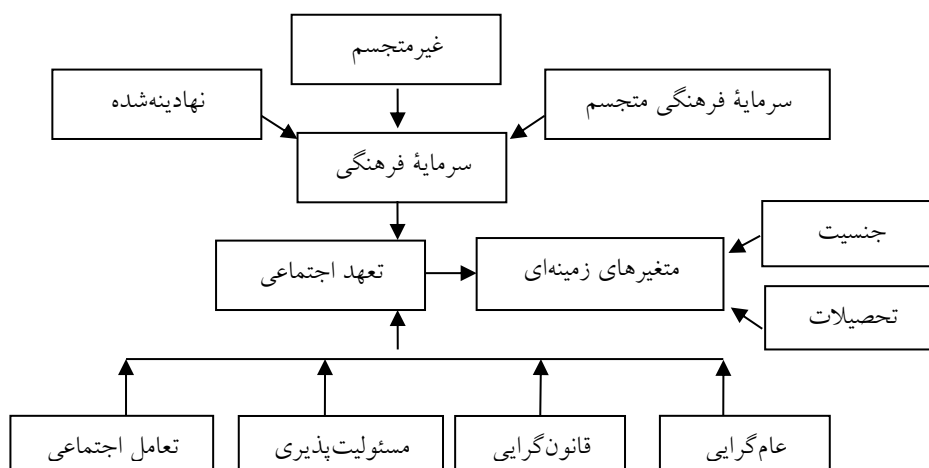 غیرمتجسم
سرمایهٔ فرهنگی متجسم
نهادینه‌شده
سرمایهٔ فرهنگی
جنسیت
متغیرهای زمینه‌ای
تعهد اجتماعی
تحصیلات
عام‌گرایی
قانون‌گرایی
مسئولیت‌پذیری
تعامل اجتماعی